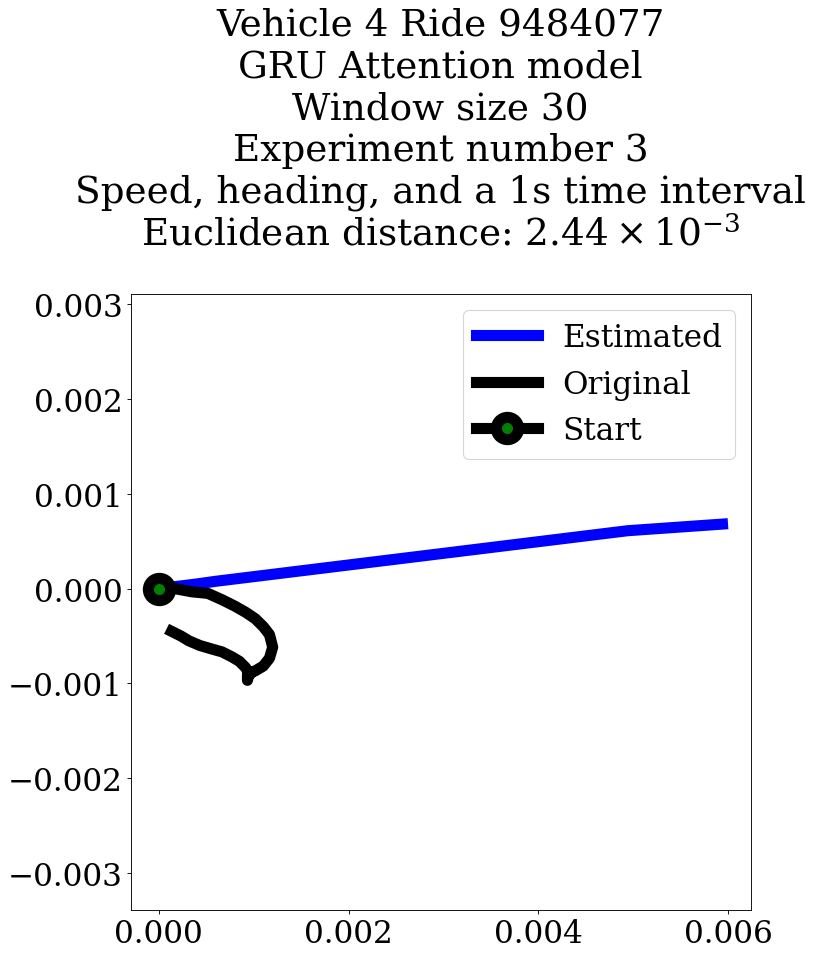 Vehicle 4 Ride 9484077
GRU Attention model
Window size 30
Experiment number 3
Speed, heading, and a 1s time interval
Euclidean distance: 2.44 × 10⁻³
0.003
Estimated
0.002
Original
Start
0.001
0.000
−0.001
−0.002
−0.003
0.000 0.002 0.004 0.006